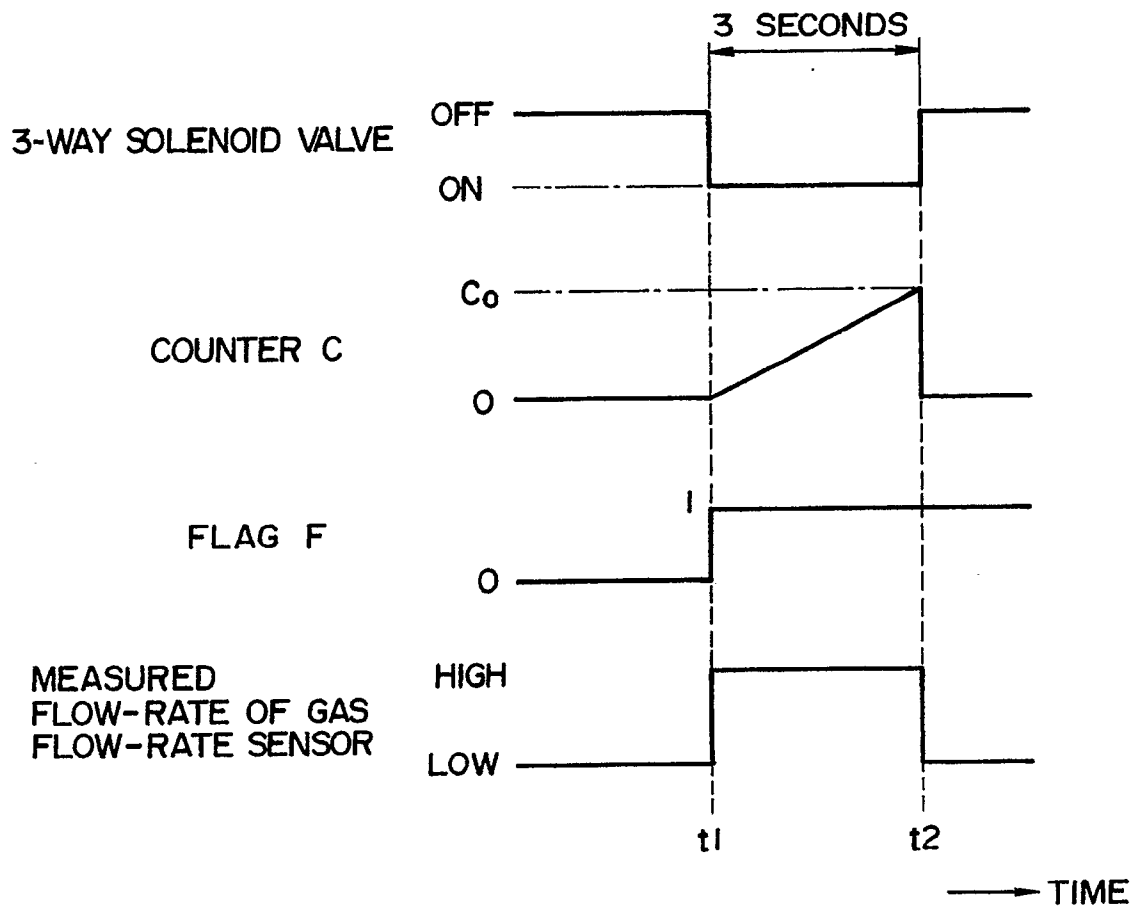 3 SECONDS
OFF
3-WAY SOLENOID VALVE
ON
Co
COUNTER C
0
1
FLAG F
0
MEASURED
FLOW-RATE OF GAS
FLOW-RATE SENSOR
HIGH
LOW
t1 t2
TIME